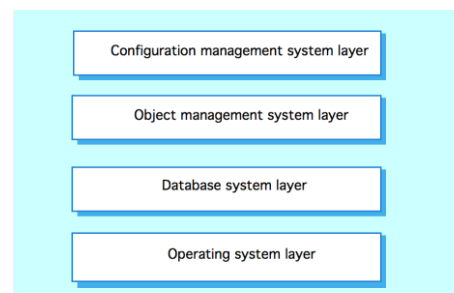 Configuration management system layer
Object management system layer
Database system layer
Operating system layer